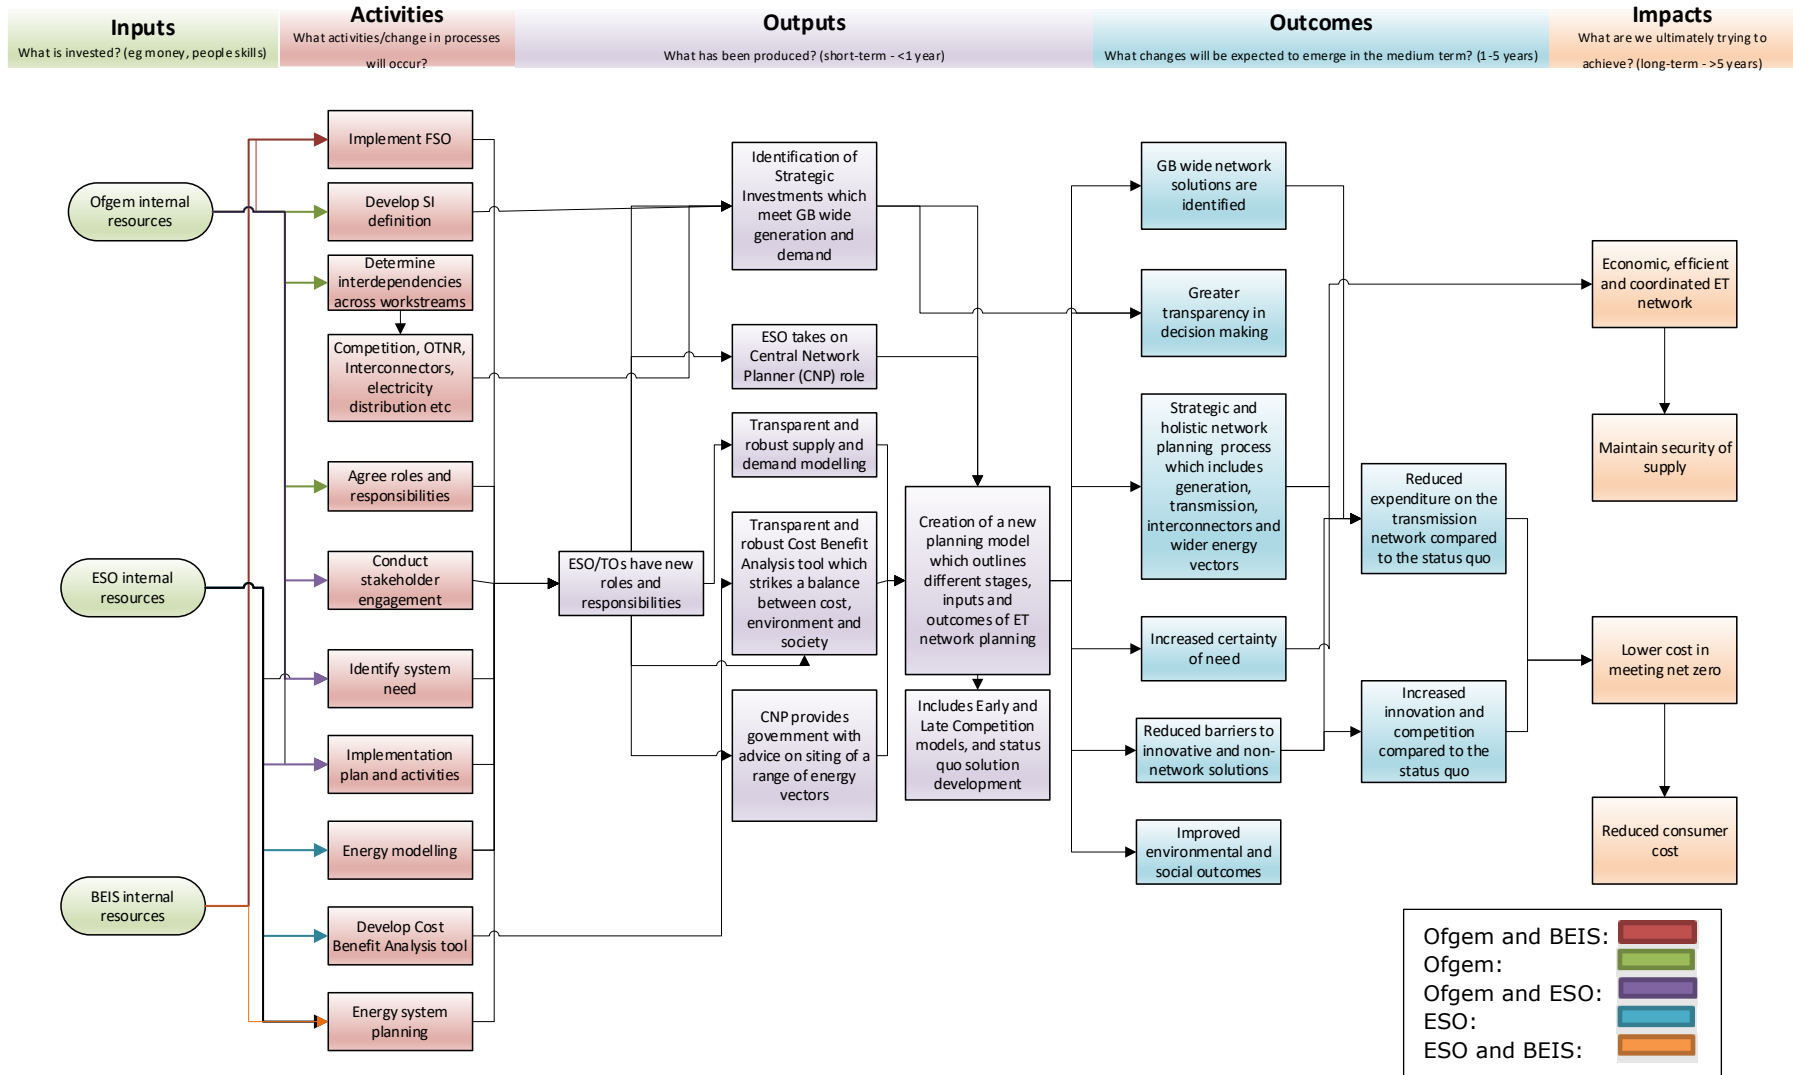 Inputs
What is invested? (eg money, people skills)
Activities
What activities/change in processes
will occur?
Outputs
What has been produced? (short-term - <1 year)
Outcomes
What changes will be expected to emerge in the medium term? (1-5 years)
Impacts
What are we ultimately trying to
achieve? (long-term - >5 years)
Ofgem internal
resources
ESO internal
resources
BEIS internal
resources
Implement FSO
Develop SI
definition
Determine
interdependencies
across workstreams
Competition, OTNR,
Interconnectors,
electricity
distribution etc
Agree roles and
responsibilities
Conduct
stakeholder
engagement
Identify system
need
Implementation
plan and activities
Energy modelling
Develop Cost
Benefit Analysis tool
Energy system
planning
ESO/TOs have new
roles and
responsibilities
Identification of
Strategic
Investments which
meet GB wide
generation and
demand
ESO takes on
Central Network
Planner (CNP) role
Transparent and
robust supply and
demand modelling
Transparent and
robust Cost Benefit
Analysis tool which
strikes a balance
between cost,
environment and
society
CNP provides
government with
advice on siting of a
range of energy
vectors
Creation of a new
planning model
which outlines
different stages,
inputs and
outcomes of ET
network planning
Includes Early and
Late Competition
models, and status
quo solution
development
GB wide network
solutions are
identified
Greater
transparency in
decision making
Strategic and
holistic network
planning process
which includes
generation,
transmission,
interconnectors and
wider energy
vectors
Increased certainty
of need
Reduced barriers to
innovative and non-
network solutions
Improved
environmental and
social outcomes
Reduced
expenditure on the
transmission
network compared
to the status quo
Increased
innovation and
competition
compared to the
status quo
Economic, efficient
and coordinated ET
network
Maintain security of
supply
Lower cost in
meeting net zero
Reduced consumer
cost
Ofgem and BEIS:
Ofgem:
Ofgem and ESO:
ESO:
ESO and BEIS: